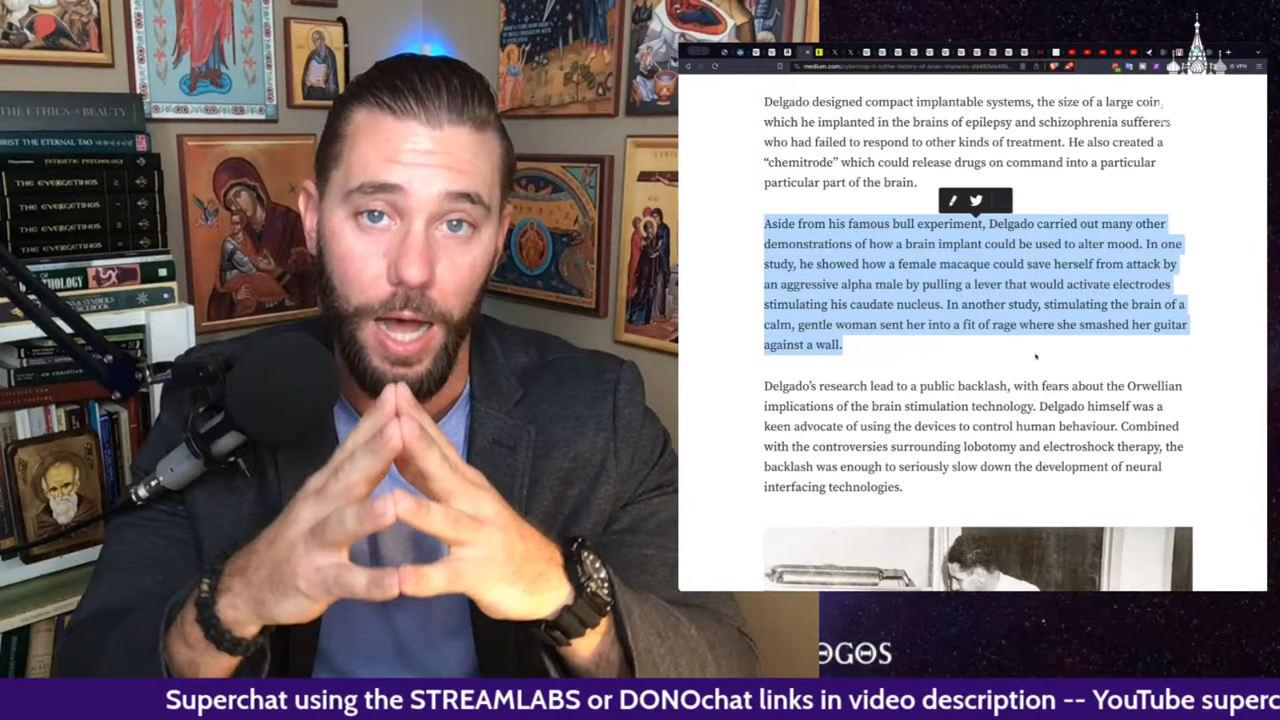 THE ETHICS OF BEAUTY
RIST THE ETERNAL TAO
THE EVERGETINOS
THE EVERGETINOS
THE EVERGETINOS
THE EVERGETINOS
& SYMBOLS
Delgado designed compact implantable systems, the size of a large coin,
which he implanted in the brains of epilepsy and schizophrenia sufferers
who had failed to respond to other kinds of treatment. He also created a
“chemitrode” which could release drugs on command into a particular
particular part of the brain.
Aside from his famous bull experiment, Delgado carried out many other
demonstrations of how a brain implant could be used to alter mood. In one
study, he showed how a female macaque could save herself from attack by
an aggressive alpha male by pulling a lever that would activate electrodes
stimulating his caudate nucleus. In another study, stimulating the brain of a
calm, gentle woman sent her into a fit of rage where she smashed her guitar
against a wall.
Delgado’s research lead to a public backlash, with fears about the Orwellian
implications of the brain stimulation technology. Delgado himself was a
keen advocate of using the devices to control human behaviour. Combined
with the controversies surrounding lobotomy and electroshock therapy, the
backlash was enough to seriously slow down the development of neural
interfacing technologies.
OGOS
Superchat using the STREAMLABS or DONOchat links in video description -- YouTube superc